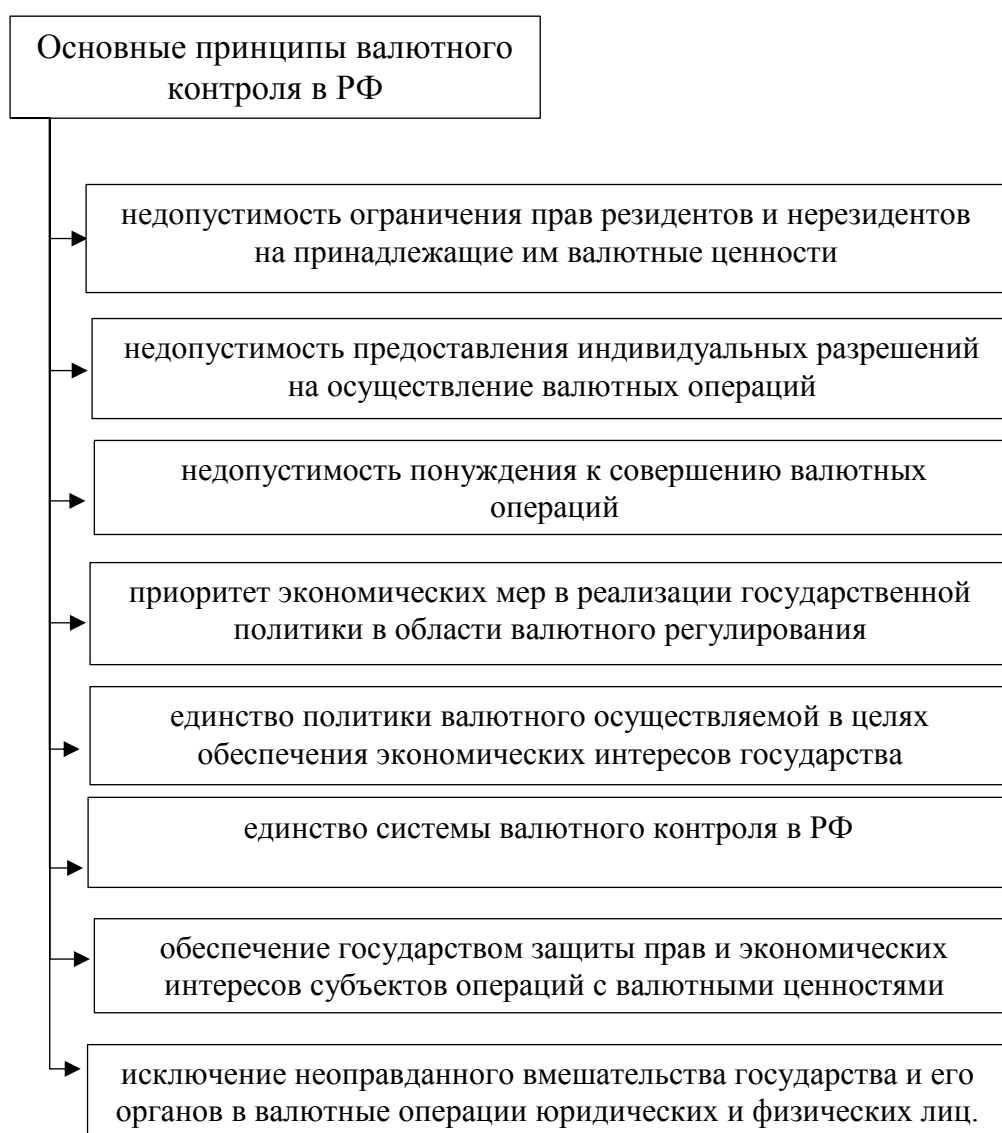 Основные принципы валютного
контроля в РФ
недопустимость ограничения прав резидентов и нерезидентов
на принадлежащие им валютные ценности
недопустимость предоставления индивидуальных разрешений
на осуществление валютных операций
недопустимость понуждения к совершению валютных
операций
приоритет экономических мер в реализации государственной
политики в области валютного регулирования
единство политики валютного осуществляемой в целях
обеспечения экономических интересов государства
единство системы валютного контроля в РФ
обеспечение государством защиты прав и экономических
интересов субъектов операций с валютными ценностями
исключение неоправданного вмешательства государства и его
органов в валютные операции юридических и физических лиц.